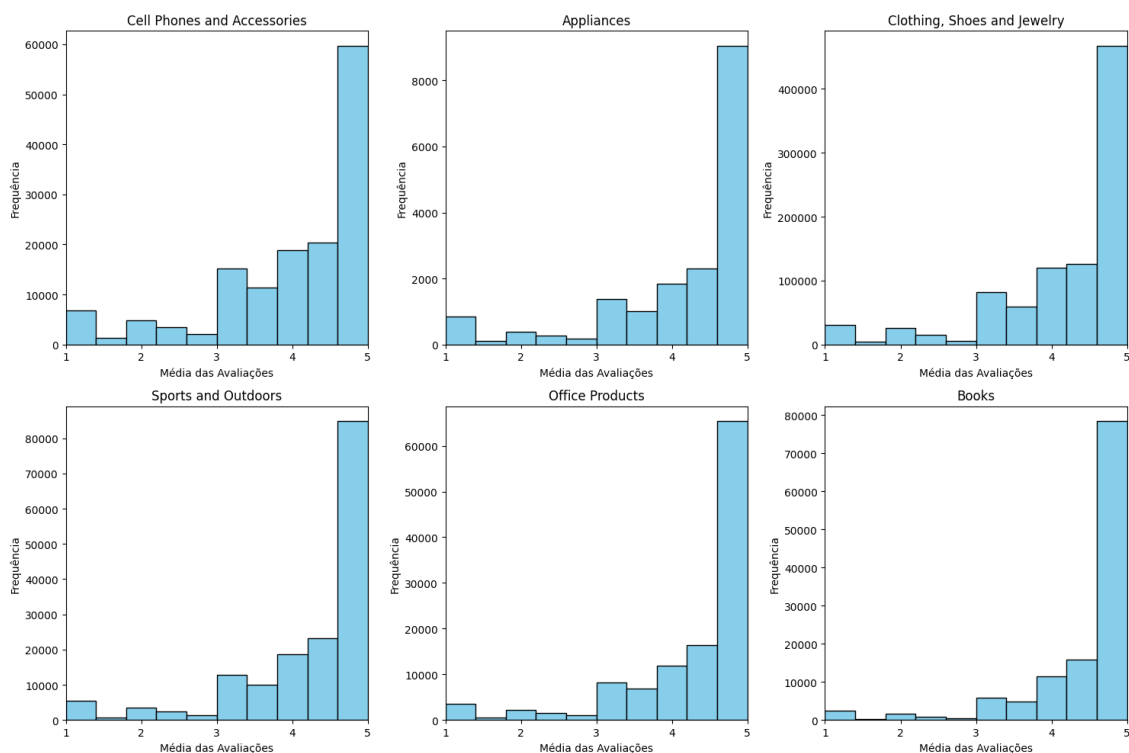 Cell Phones and Accessories
Frequência
60000
50000
40000
30000
20000
10000
0
1 2 3 4 5
Média das Avaliações
Appliances
Frequência
8000
6000
4000
2000
0
1 2 3 4 5
Média das Avaliações
Clothing, Shoes and Jewelry
Frequência
400000
300000
200000
100000
0
1 2 3 4 5
Média das Avaliações
Sports and Outdoors
Frequência
80000
70000
60000
50000
40000
30000
20000
10000
0
1 2 3 4 5
Média das Avaliações
Office Products
Frequência
60000
50000
40000
30000
20000
10000
0
1 2 3 4 5
Média das Avaliações
Books
Frequência
80000
70000
60000
50000
40000
30000
20000
10000
0
1 2 3 4 5
Média das Avaliações